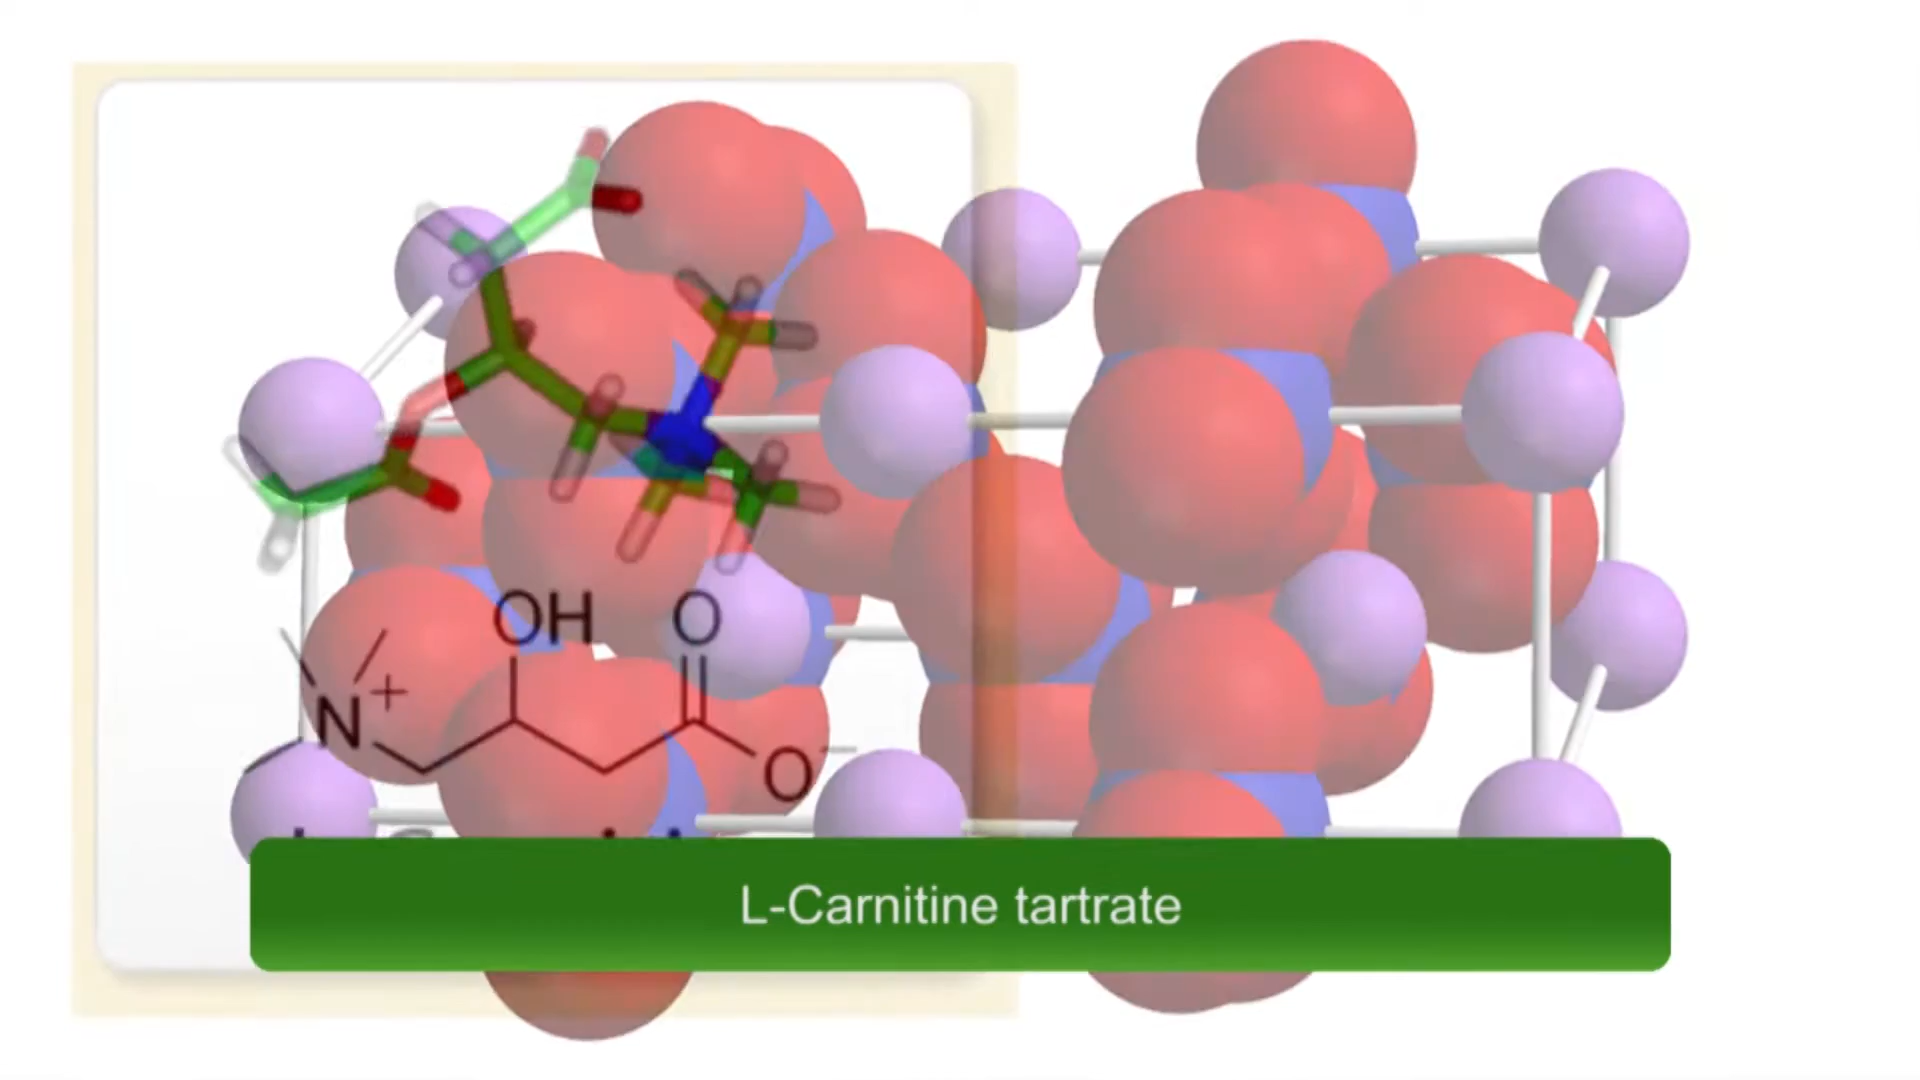 OH O
N +
O −
L-Carnitine tartrate